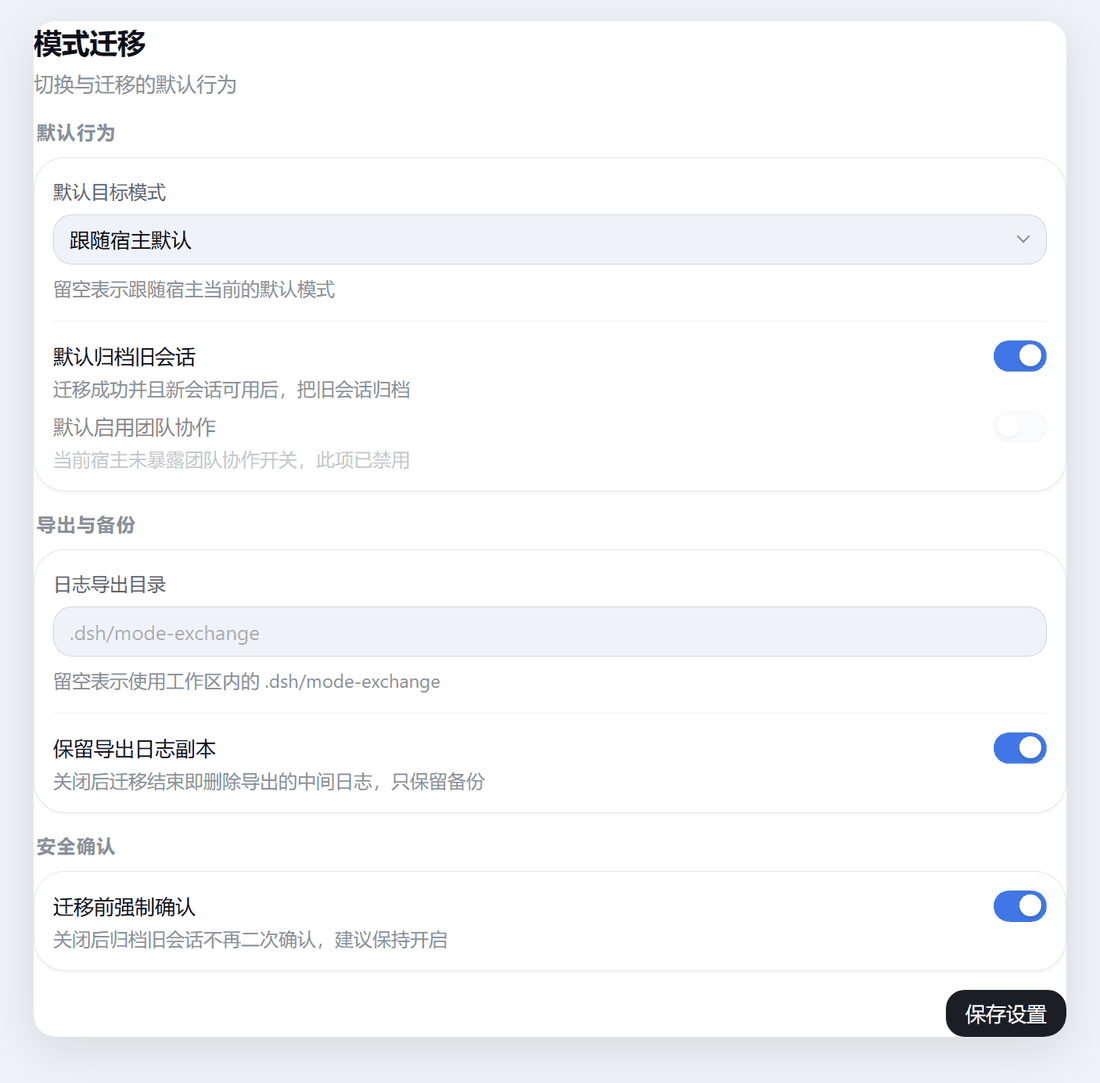 模式迁移
切换与迁移的默认行为
默认行为
默认目标模式
跟随宿主默认
留空表示跟随宿主当前的默认模式
默认归档旧会话
迁移成功并且新会话可用后，把旧会话归档
默认启用团队协作
当前宿主未暴露团队协作开关，此项已禁用
导出与备份
日志导出目录
.dsh/mode-exchange
留空表示使用工作区内的 .dsh/mode-exchange
保留导出日志副本
关闭后迁移结束即删除导出的中间日志，只保留备份
安全确认
迁移前强制确认
关闭后归档旧会话不再二次确认，建议保持开启
保存设置